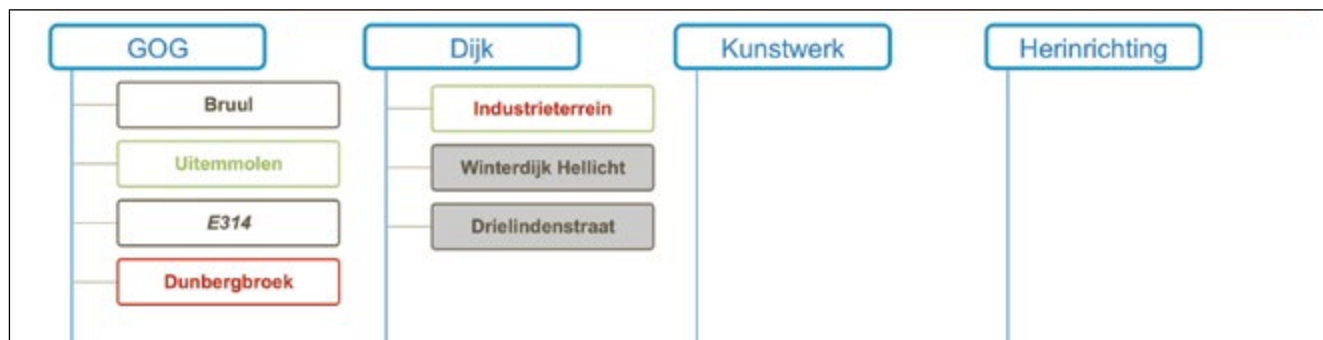 GOG
Bruul
Uitemmolen
E314
Dunbergbroek
Dijk
Industrieterrein
Winterdijk Hellicht
Drielindenstraat
Kunstwerk
Herinrichting